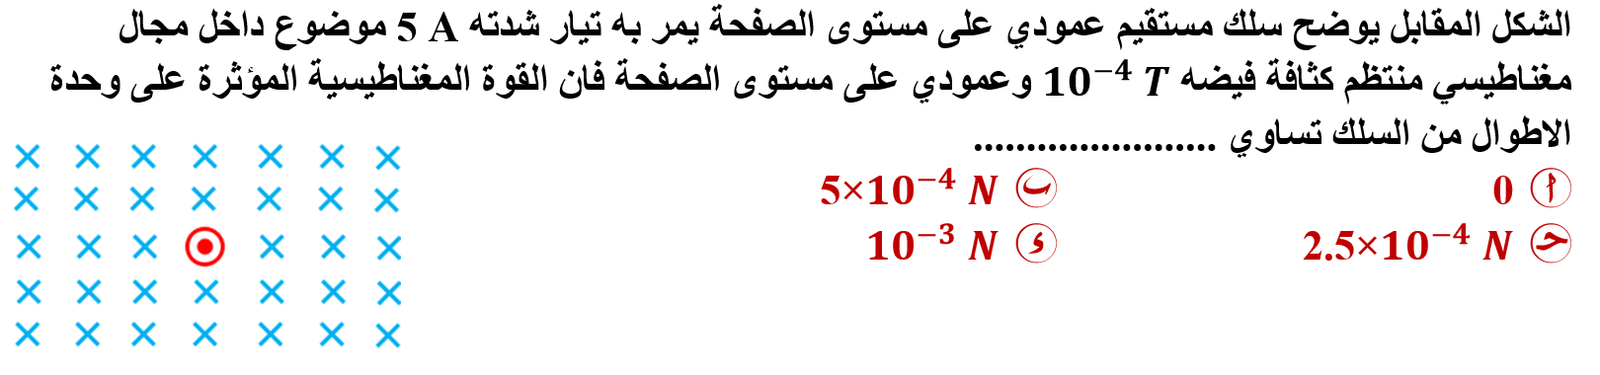 الشكل المقابل يوضح سلك مستقيم عمودي على مستوى الصفحة يمر به تيار شدته 5 A موضوع داخل مجال
مغناطيسي منتظم كثافة فيضه 10⁻⁴ T وعمودي على مستوى الصفحة فان القوة المغناطيسية المؤثرة على وحدة
الاطوال من السلك تساوي .......................
أ 0
ب 5×10⁻⁴ N
ج 2.5×10⁻⁴ N
د 10⁻³ N